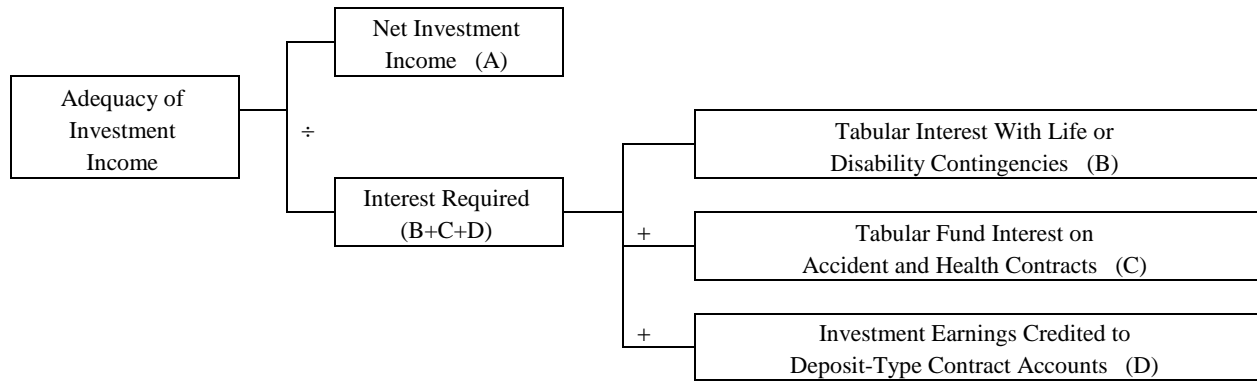 Net Investment
Income (A)
Adequacy of
Investment
Income
÷
Interest Required
(B+C+D)
Tabular Interest With Life or
Disability Contingencies (B)
+
Tabular Fund Interest on
Accident and Health Contracts (C)
+
Investment Earnings Credited to
Deposit-Type Contract Accounts (D)